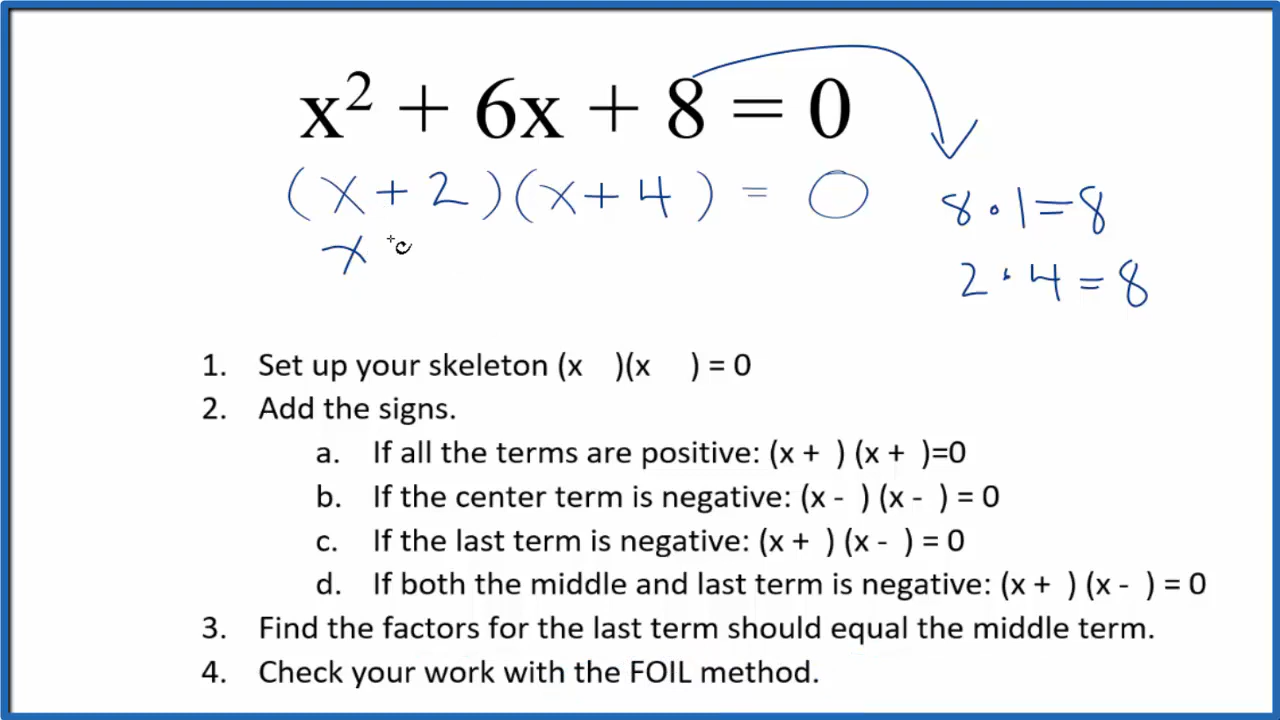 x² + 6x + 8 = 0
(x + 2)(x + 4) = 0
x
8 · 1 = 8
2 · 4 = 8
1. Set up your skeleton (x   )(x   ) = 0
2. Add the signs.
a. If all the terms are positive: (x +  ) (x +  )=0
b. If the center term is negative: (x -  ) (x -  ) = 0
c. If the last term is negative: (x +  ) (x -  ) = 0
d. If both the middle and last term is negative: (x +  ) (x -  ) = 0
3. Find the factors for the last term should equal the middle term.
4. Check your work with the FOIL method.